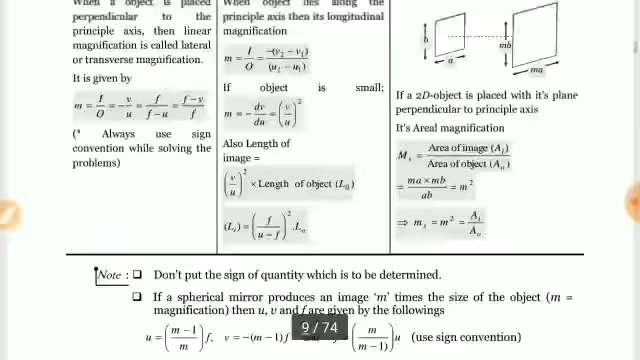 When a object is placed
perpendicular to the
principle axis, then linear
magnification is called lateral
or transverse magnification.
It is given by
m = I/O = -v/u = f/(f-u) = (f-v)/f
(* Always use sign
convention while solving the
problems)
When object lies along the
principle axis then its longitudinal
magnification
m = I/O = -(v₂ - v₁)/(u₂ - u₁)
If object is small;
m = -dv/du = (v/u)²
Also Length of
image =
(v/u)² × Length of object (L₀)
(Lᵢ) = (f/(u-f))² .Lₒ
b
a
mb
ma
If a 2D-object is placed with it's plane
perpendicular to principle axis
It's Areal magnification
Mₛ = Area of image (Aᵢ)/Area of object (Aₒ)
= (ma × mb)/ab = m²
⇒ mₛ = m² = Aᵢ/Aₒ
Note : ❑ Don't put the sign of quantity which is to be determined.
❑ If a spherical mirror produces an image 'm' times the size of the object (m =
magnification) then u, v and f are given by the followings
u = ((m-1)/m) f, v = -(m-1)f (m/(m-1)) u (use sign convention)
9 / 74